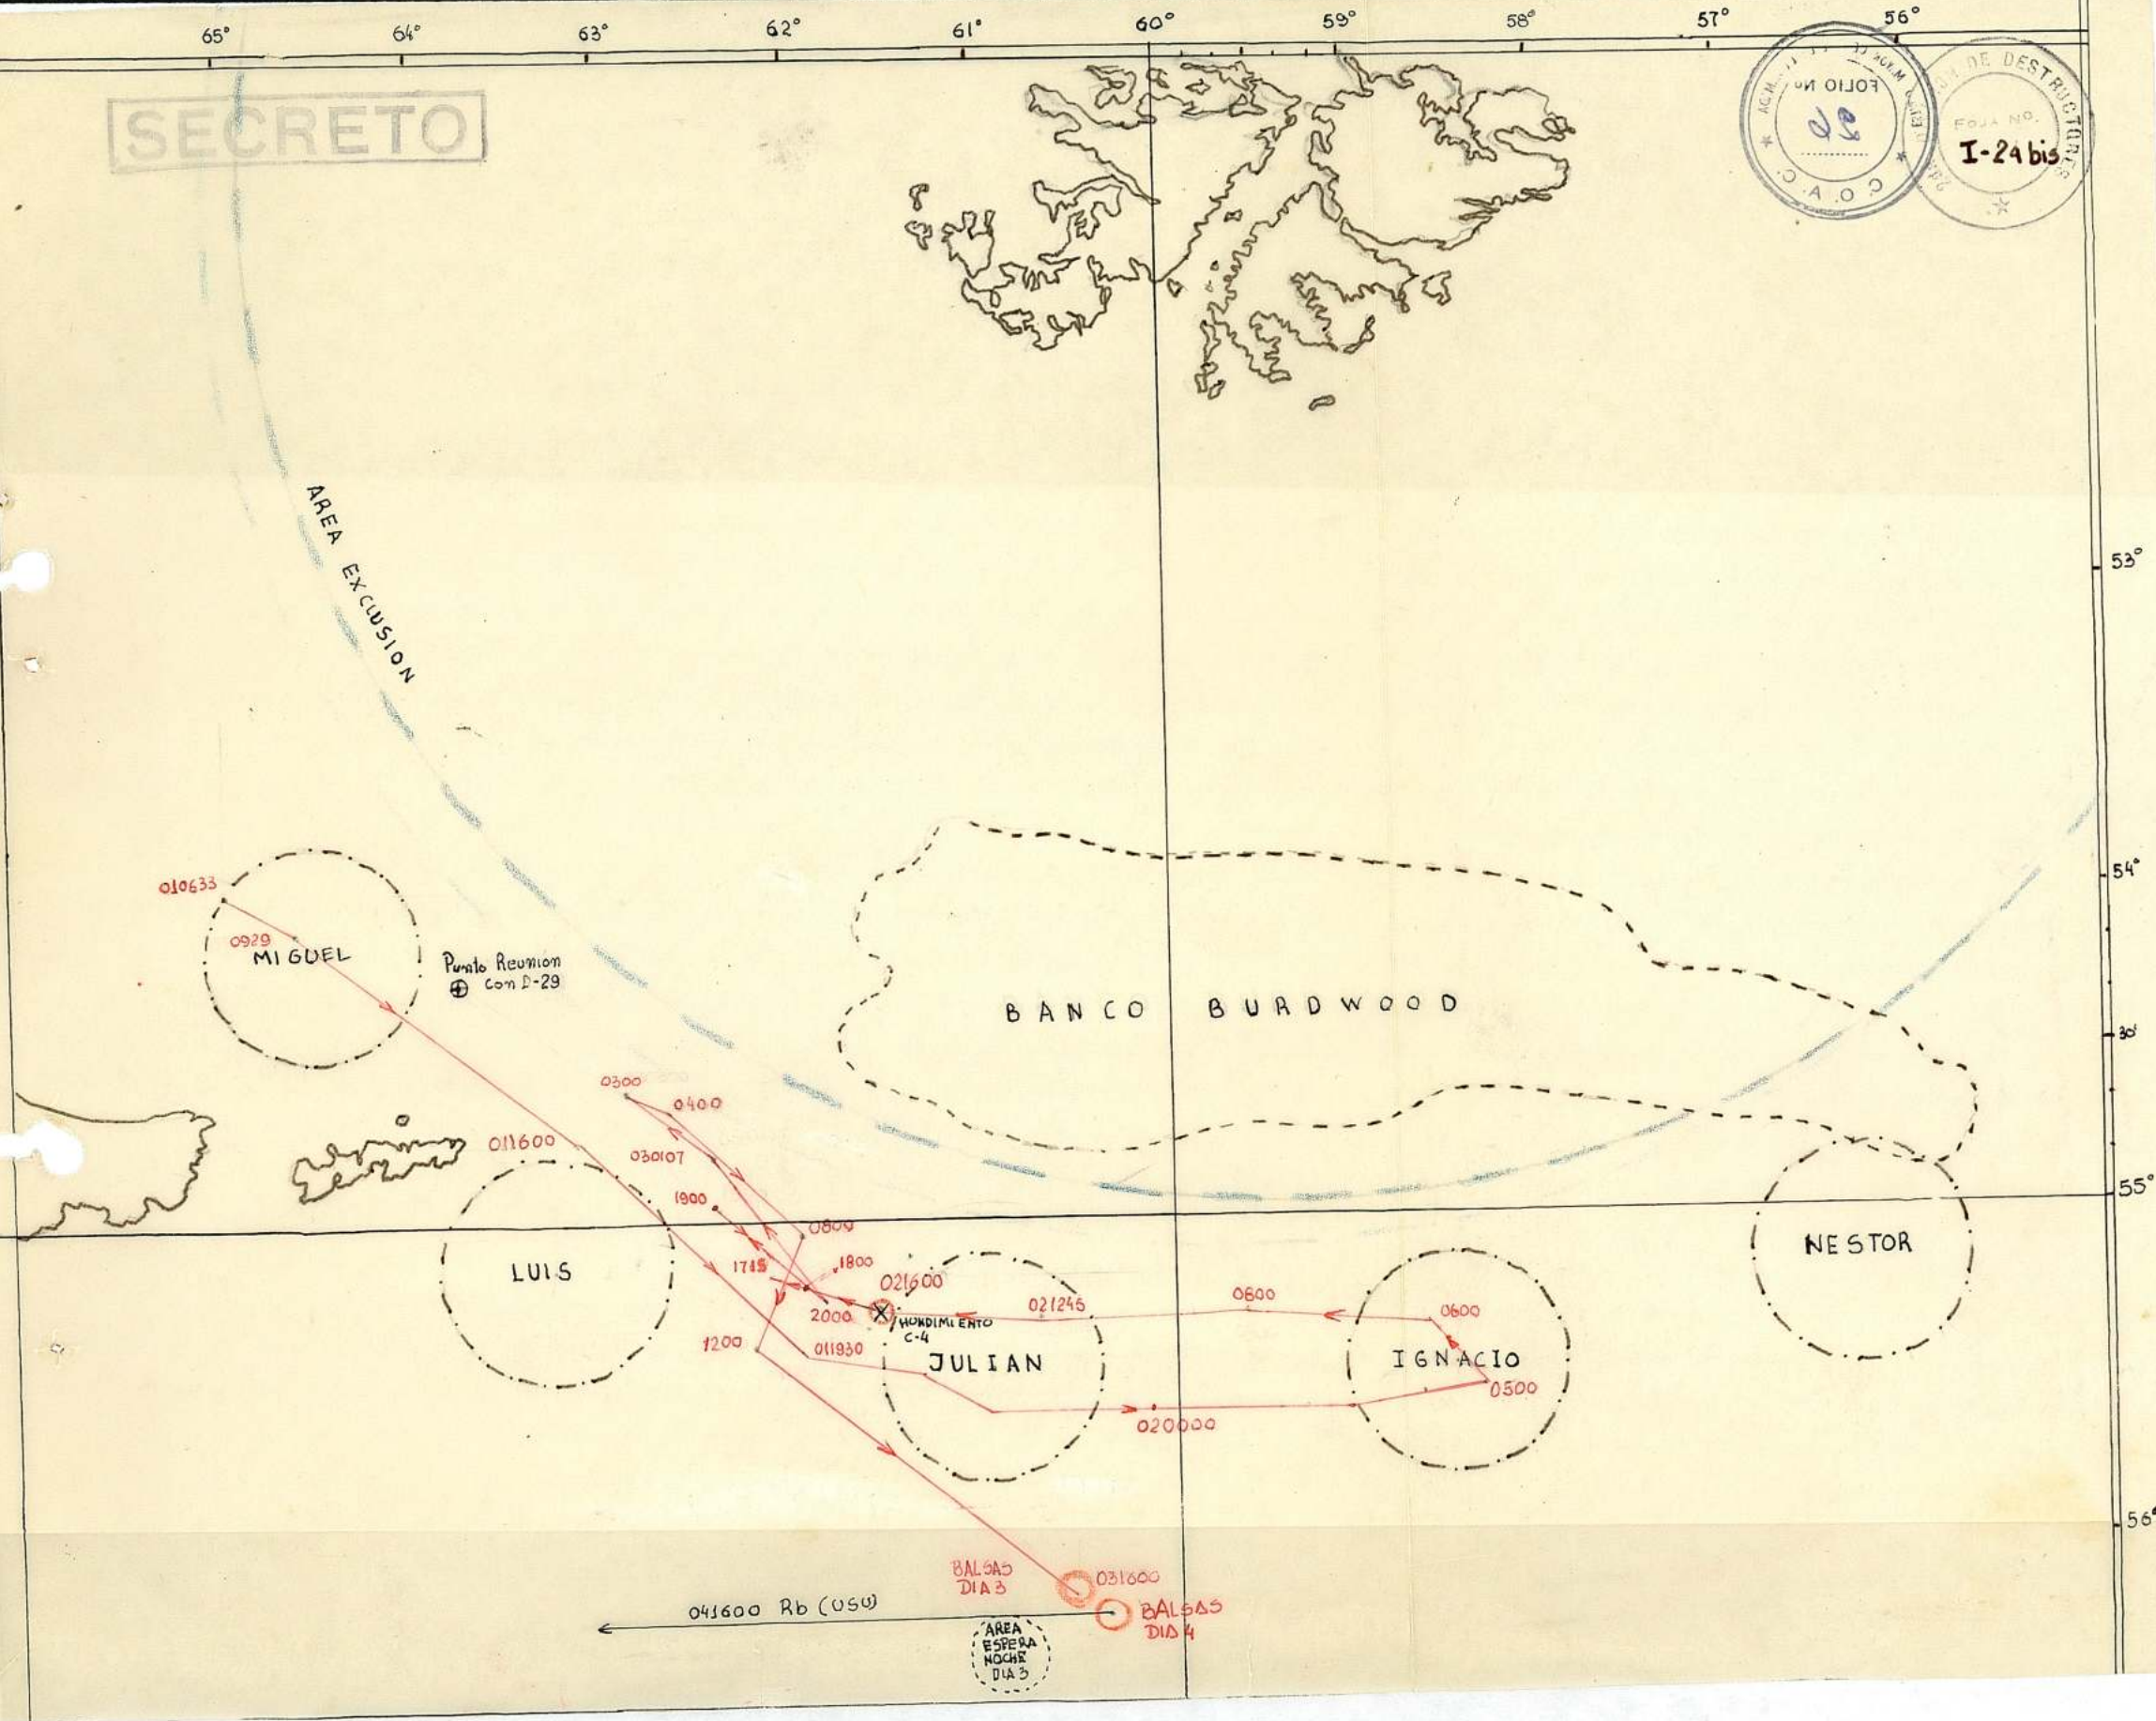 65° 64° 63° 62° 61° 60° 59° 58° 57° 56°
SECRETO
FOLIO No
C.O.A.C.
DE DESTRUCTORES
FOJA NO.
I-24 bis
53°
AREA EXCLUSION
54°
010633
0929
MIGUEL
Punto Reunion
con D-29
BANCO BURDWOOD
30'
0300
0400
011600
030107
1900
55°
0800
LUIS
1745
1800
021600
NESTOR
2000
HUNDIMIENTO
C-4
021245
0800
0600
1200
011930
JULIAN
IGNACIO
0500
020000
56°
BALSAS
DIA 3
031600
041600 Rb (USU)
BALSAS
DIA 4
AREA
ESPERA
NOCHE
DIA 3